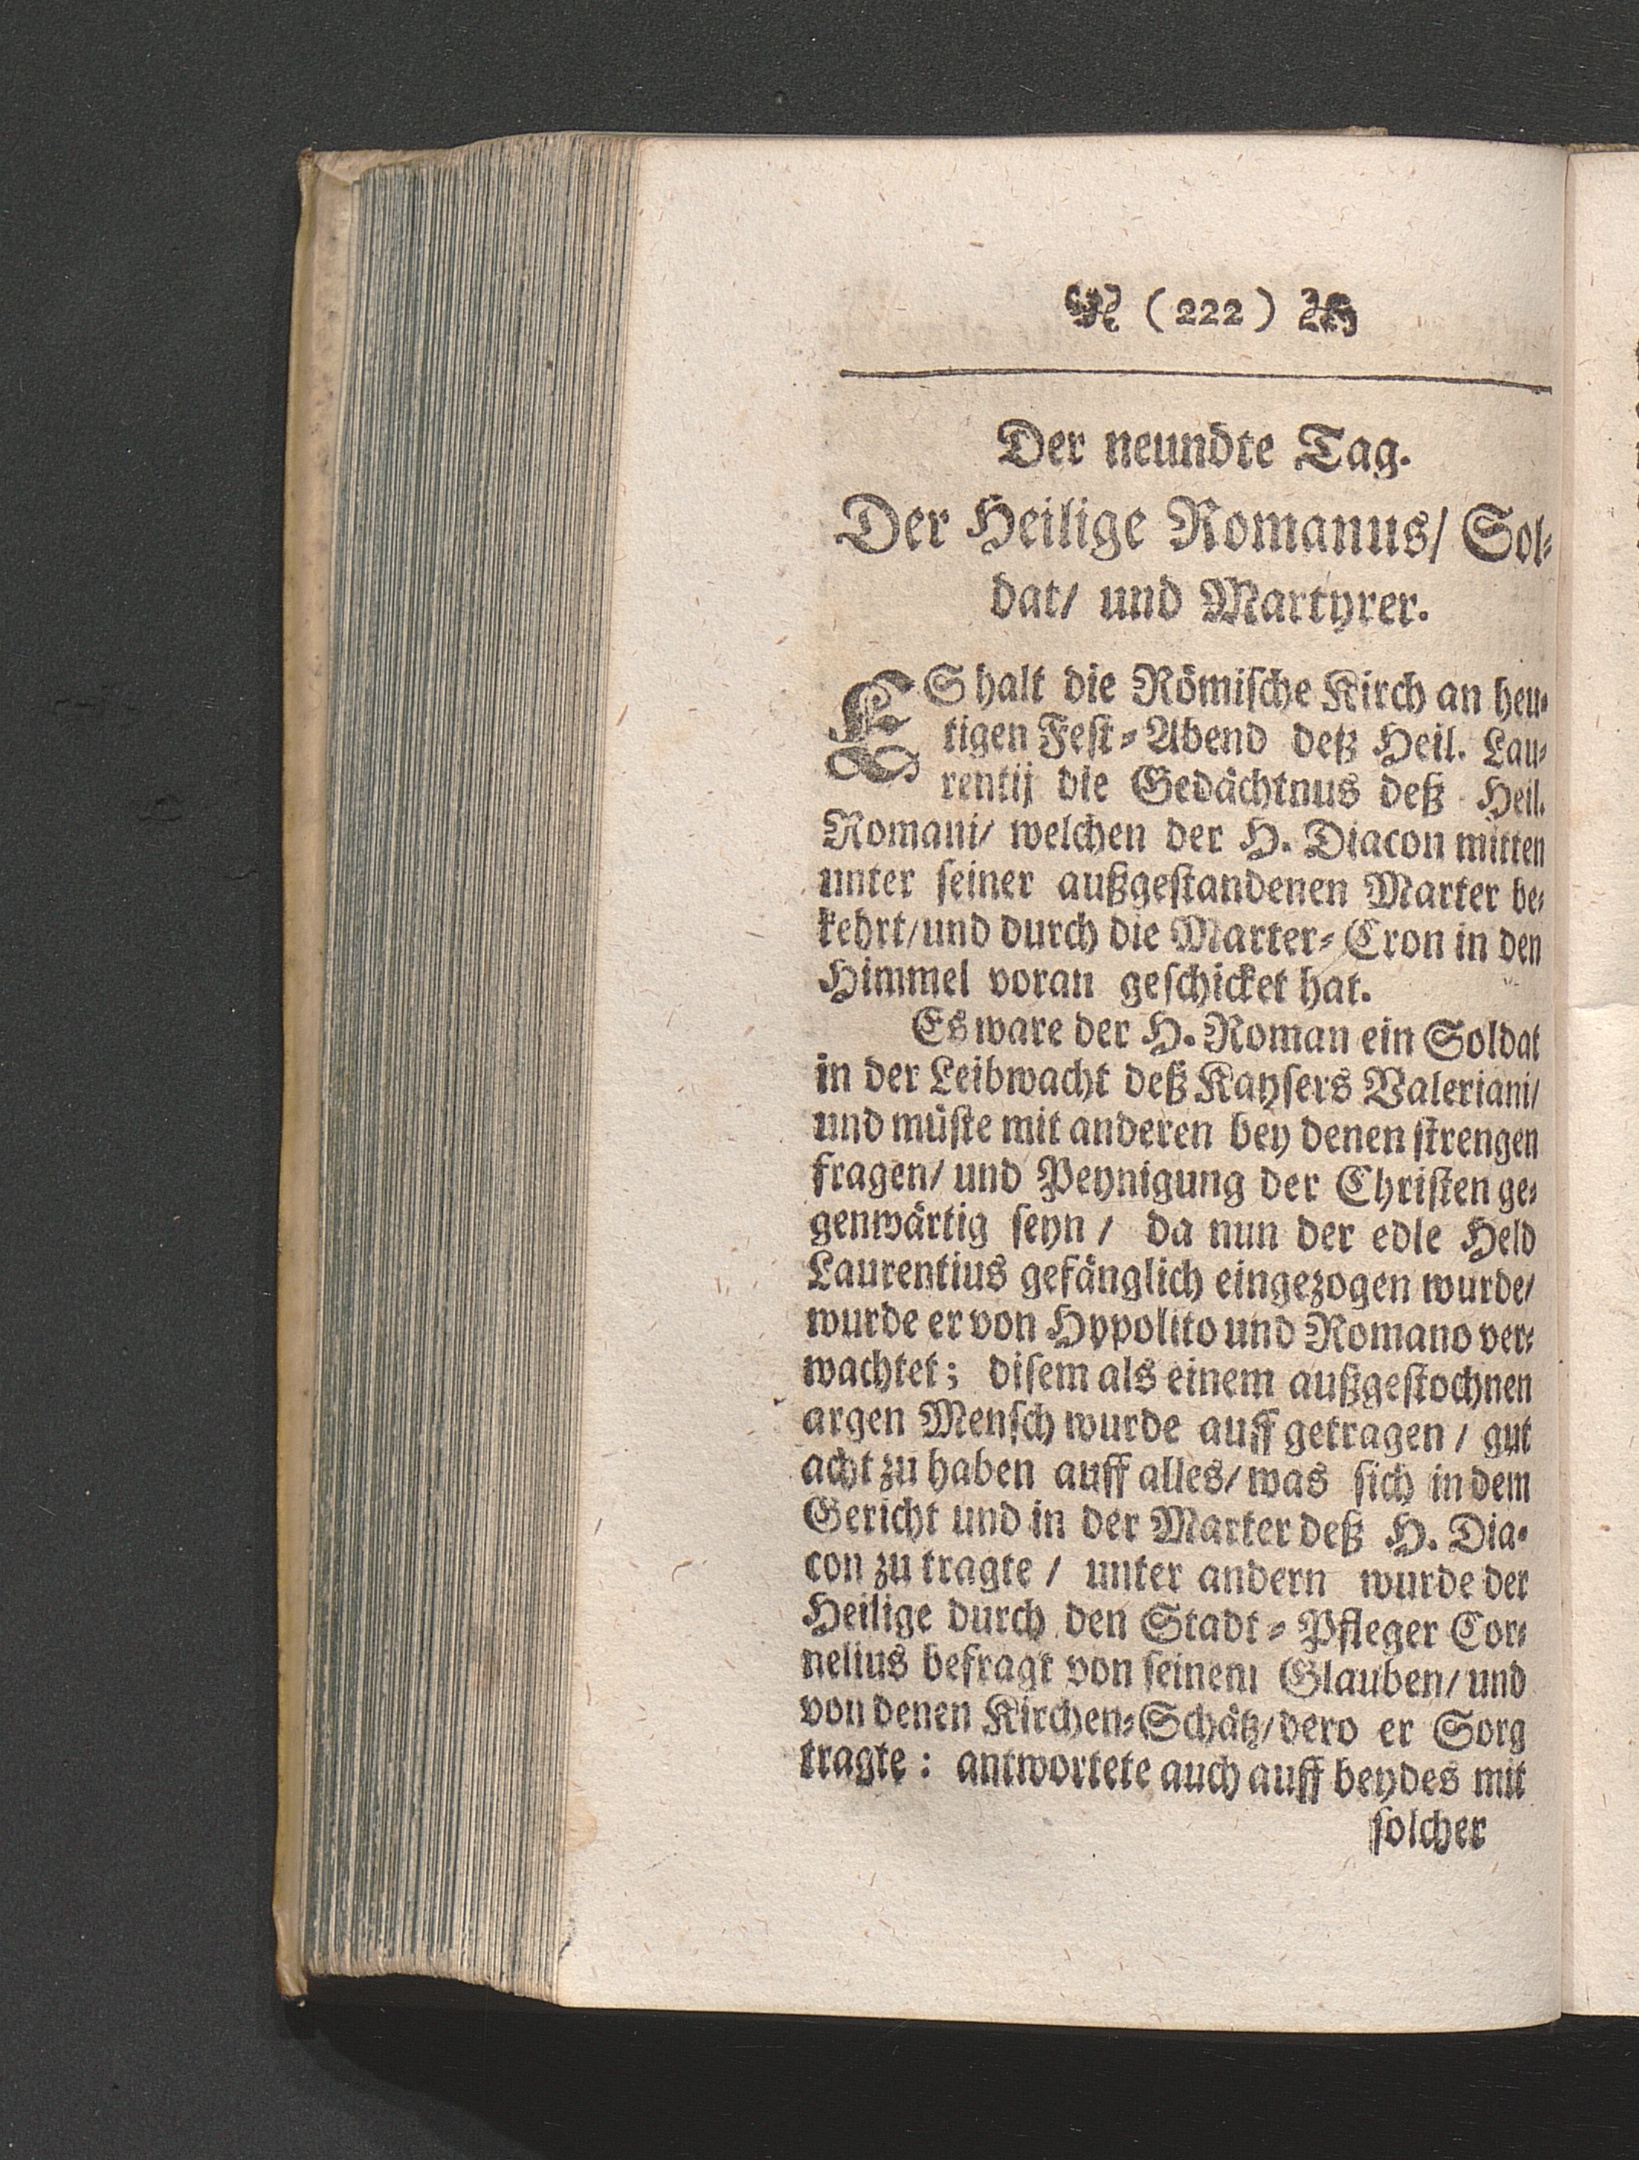 ( 222 )
Der neundte Tag.
Der Heilige Romanus/ Sol-
dat/ und Martyrer.
ES halt die Römische Kirch an heu-
tigen Fest-Abend deß Heil. Lau-
rentij die Gedächtnus deß Heil.
Romani/ welchen der H. Diacon mitten
unter seiner außgestandenen Marter be-
kehrt/und durch die Marter-Cron in den
Himmel voran geschicket hat.
Es ware der H. Roman ein Soldat
in der Leibwacht deß Kaysers Valeriani/
und müste mit anderen bey denen strengen
fragen/ und Peynigung der Christen ge-
genwärtig seyn / da nun der edle Held
Laurentius gefänglich eingezogen wurde/
wurde er von Hyppolito und Romano ver-
wachtet; disem als einem außgestochnen
argen Mensch wurde auff getragen / gut
acht zu haben auff alles/ was sich in dem
Gericht und in der Marter deß H. Dia-
con zu tragte / unter andern wurde der
Heilige durch den Stadt-Pfleger Cor-
nelius befragt von seinem Glauben/ und
von denen Kirchen-Schätz/dero er Sorg
tragte: antwortete auch auff beydes mit
solcher